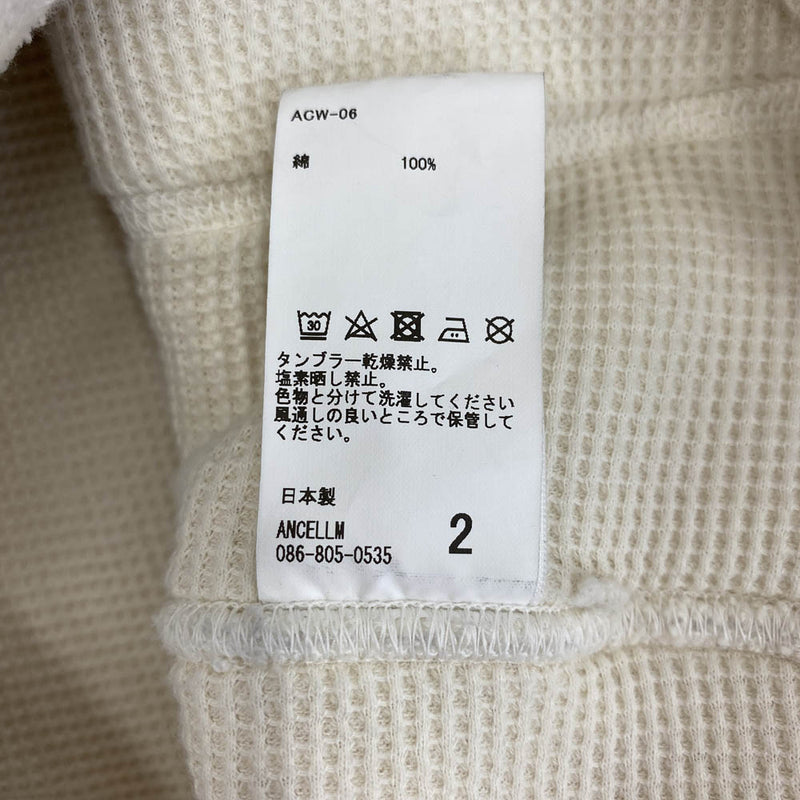 ACW-06
綿 100%
30
タンブラー乾燥禁止。
塩素晒し禁止。
色物と分けて洗濯してください
風通しの良いところで保管して
ください。
日本製
ANCELLM 2
086-805-0535